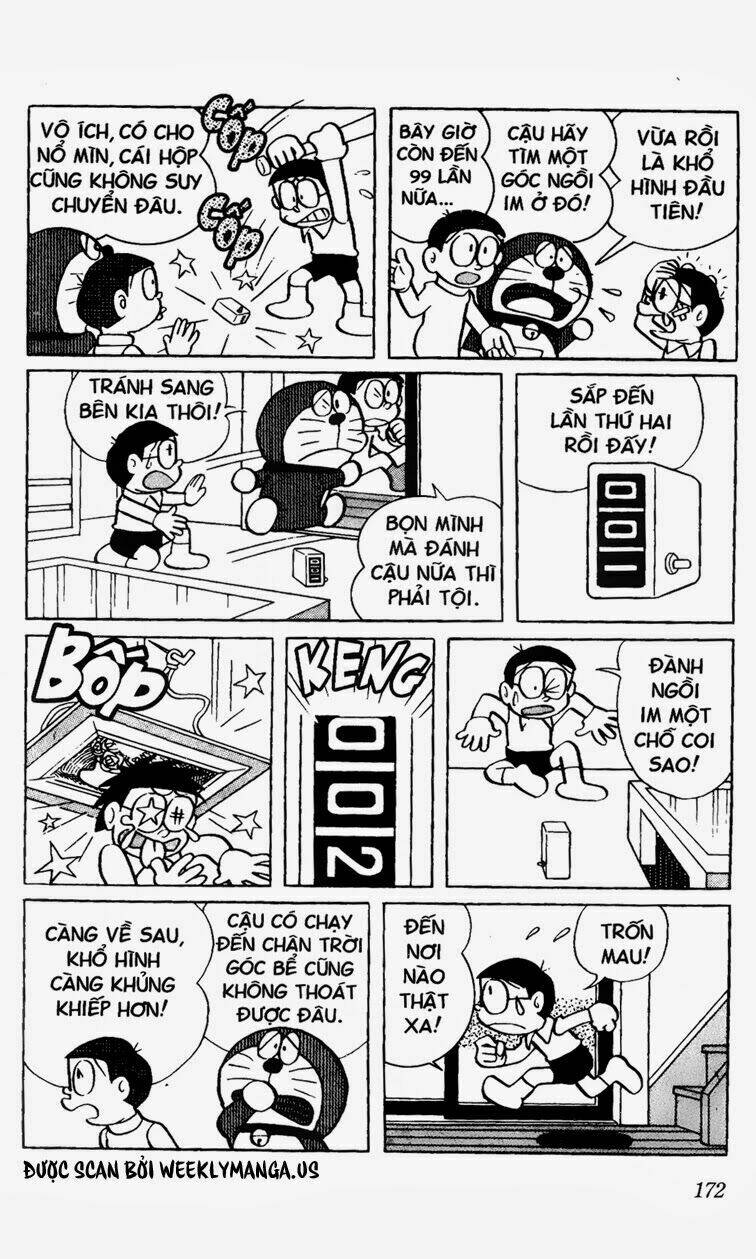 VÔ ÍCH, CÓ CHO
NỔ MÌN, CÁI HỘP
CŨNG KHÔNG SUY
CHUYỂN ĐÂU.
CỐP
CỐP
CỐP
CỐP
BÂY GIỜ
CÒN ĐẾN
99 LẦN
NỮA...
CẬU HÃY
TÌM MỘT
GÓC NGỒI
IM Ở ĐÓ!
VỪA RỒI
LÀ KHỔ
HÌNH ĐẦU
TIÊN!
TRÁNH SANG
BÊN KIA THÔI!
BỌN MÌNH
MÀ ĐÁNH
CẬU NỮA THÌ
PHẢI TỘI.
SẮP ĐẾN
LẦN THỨ HAI
RỒI ĐẤY!
001
BỐP
KENG
002
ĐÀNH
NGỒI
IM MỘT
CHỖ COI
SAO!
CÀNG VỀ SAU,
KHỔ HÌNH
CÀNG KHỦNG
KHIẾP HƠN!
CẬU CÓ CHẠY
ĐẾN CHÂN TRỜI
GÓC BỂ CŨNG
KHÔNG THOÁT
ĐƯỢC ĐÂU.
ĐẾN
NƠI
NÀO
THẬT
XA!
TRỐN
MAU!
ĐƯỢC SCAN BỞI WEEKLYMANGA.US
172